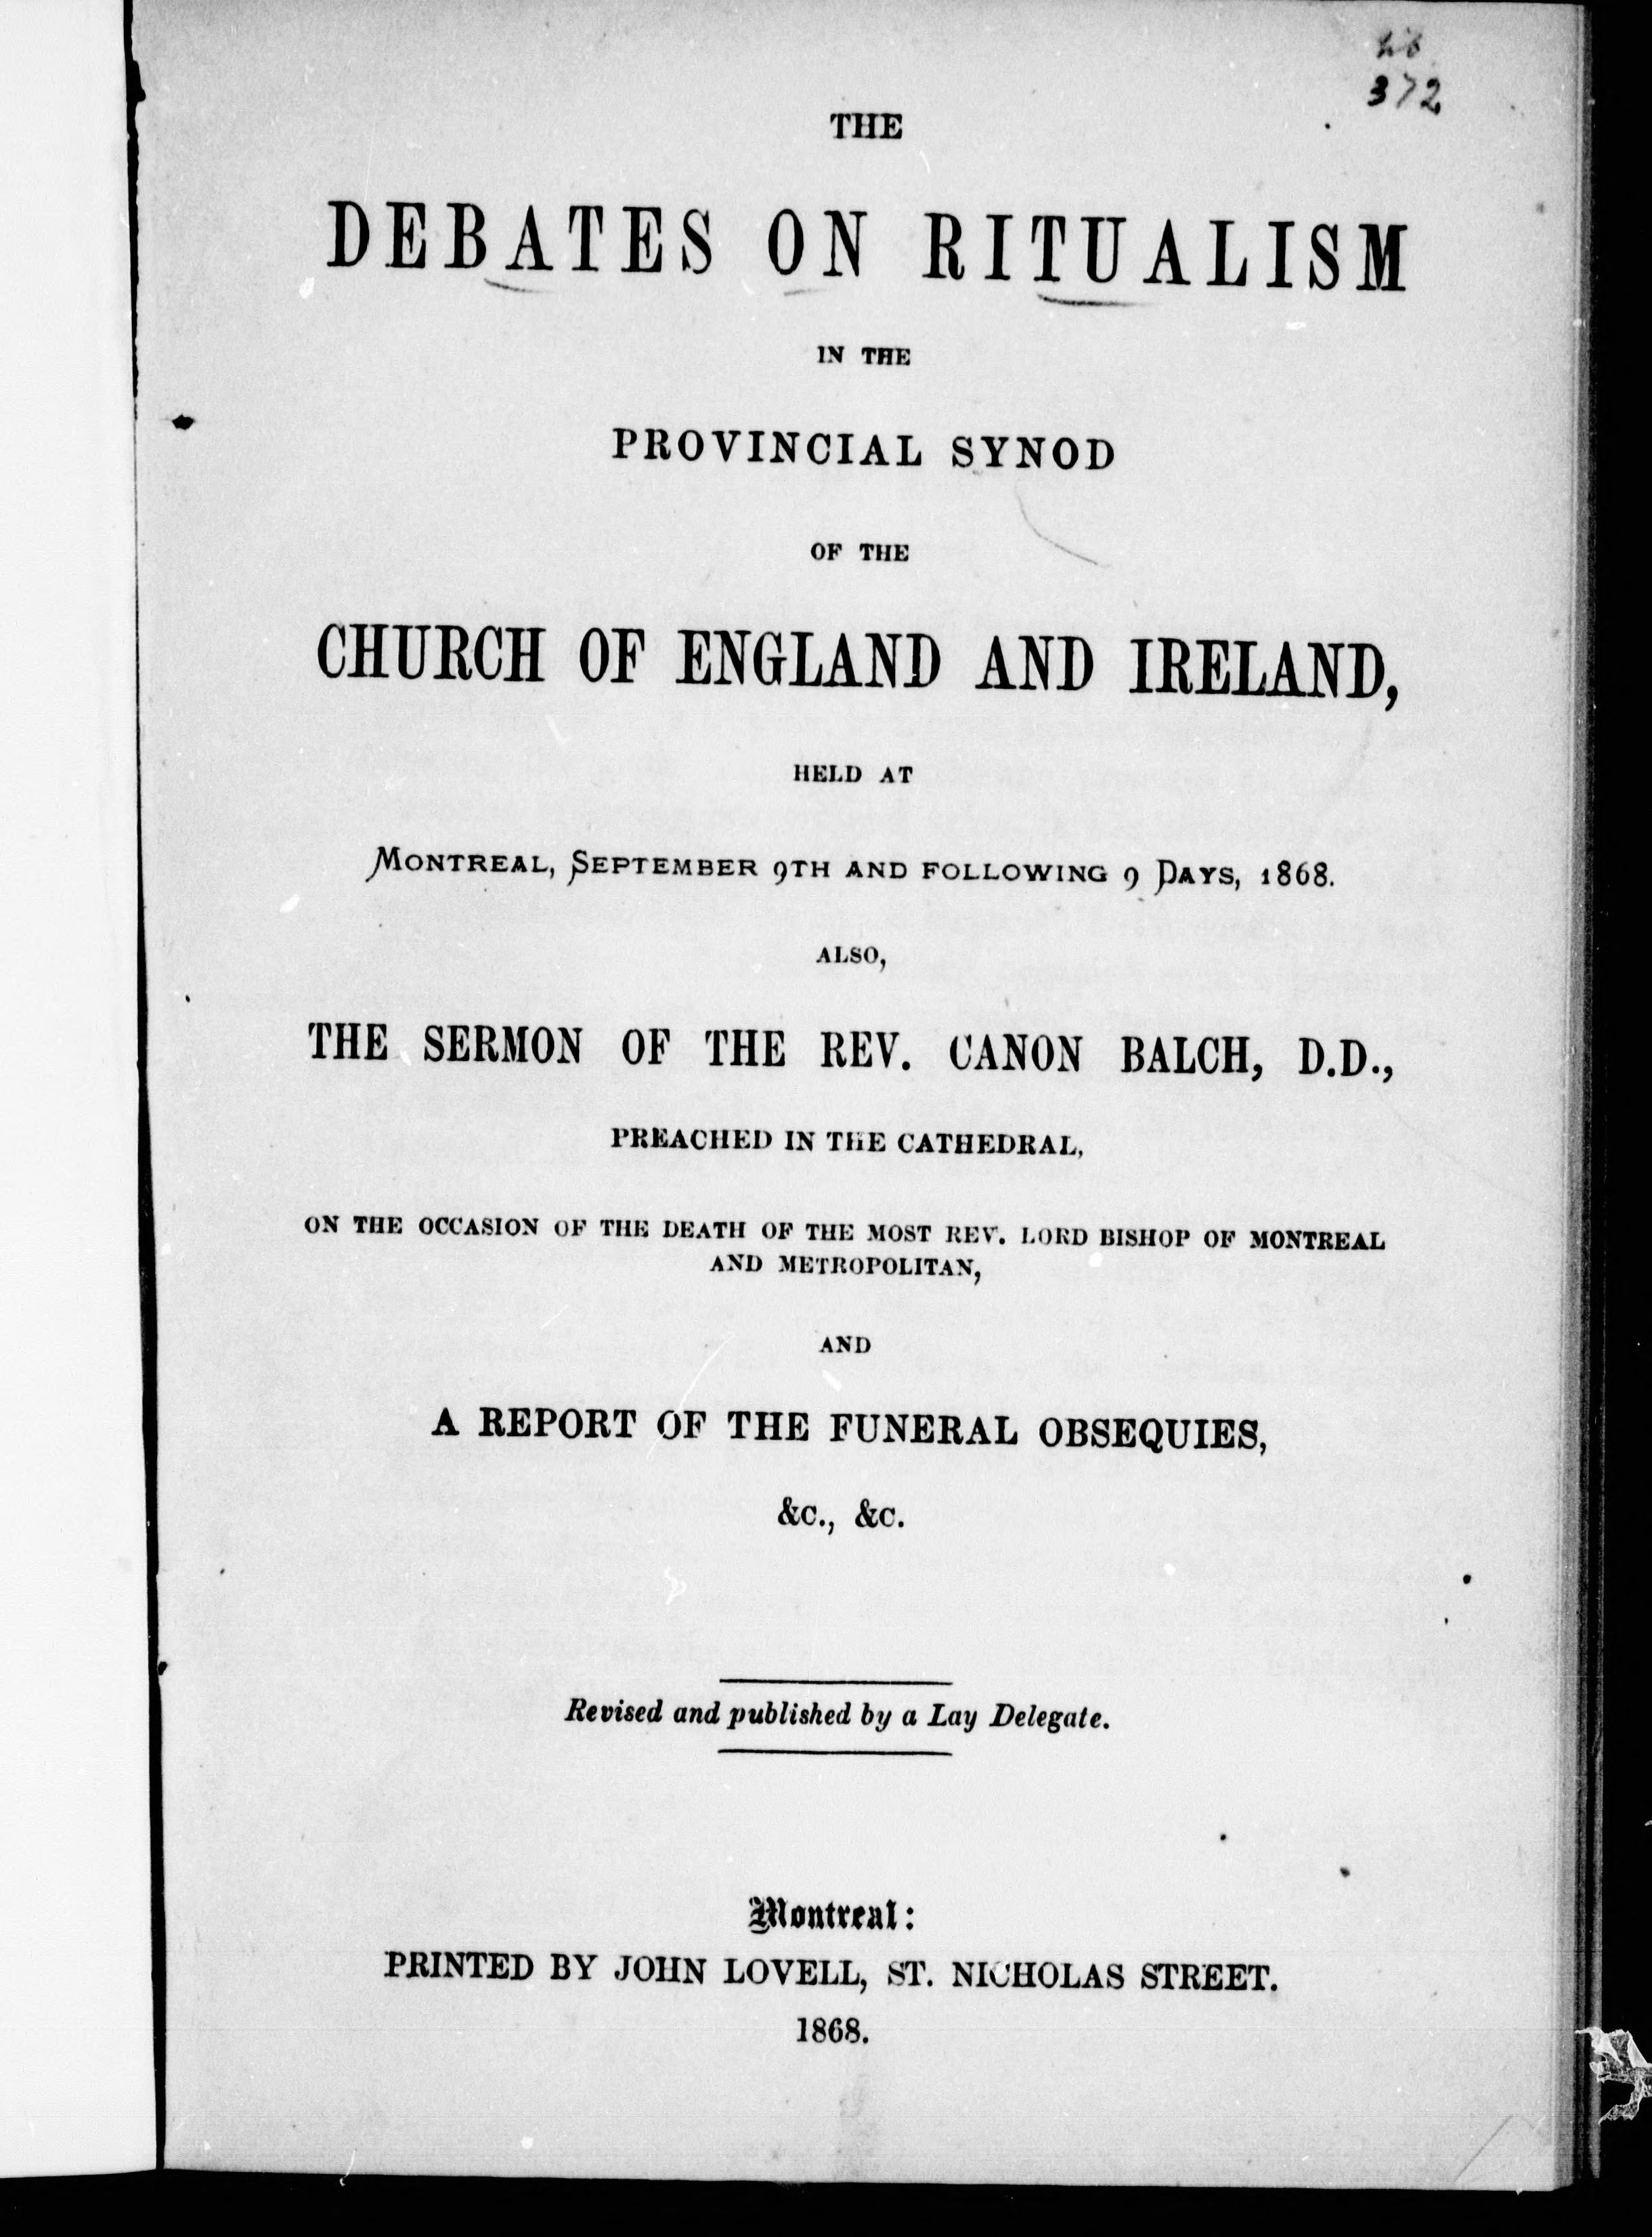 372
THE
DEBATES ON RITUALISM
IN THE
PROVINCIAL SYNOD
OF THE
CHURCH OF ENGLAND AND IRELAND,
HELD AT
MONTREAL, SEPTEMBER 9TH AND FOLLOWING 9 DAYS, 1868.
ALSO,
THE SERMON OF THE REV. CANON BALCH, D.D.,
PREACHED IN THE CATHEDRAL,
ON THE OCCASION OF THE DEATH OF THE MOST REV. LORD BISHOP OF MONTREAL
AND METROPOLITAN,
AND
A REPORT OF THE FUNERAL OBSEQUIES,
&C., &C.
Revised and published by a Lay Delegate.
Montreal:
PRINTED BY JOHN LOVELL, ST. NICHOLAS STREET.
1868.